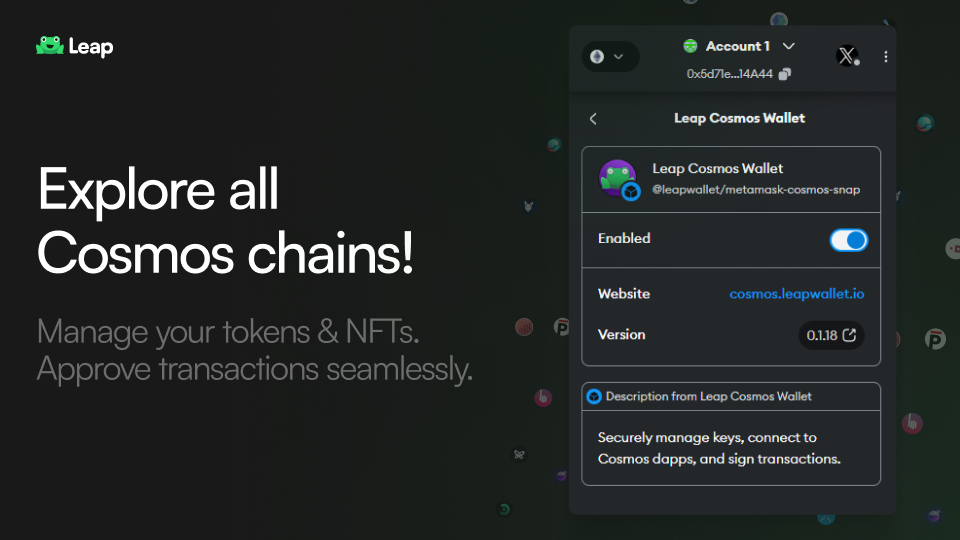 Leap
Explore all
Cosmos chains!
Manage your tokens & NFTs.
Approve transactions seamlessly.
Account 1
0x5d71e...14A44
Leap Cosmos Wallet
Leap Cosmos Wallet
@leapwallet/metamask-cosmos-snap
Enabled
Website
cosmos.leapwallet.io
Version
0.1.18
Description from Leap Cosmos Wallet
Securely manage keys, connect to
Cosmos dapps, and sign transactions.